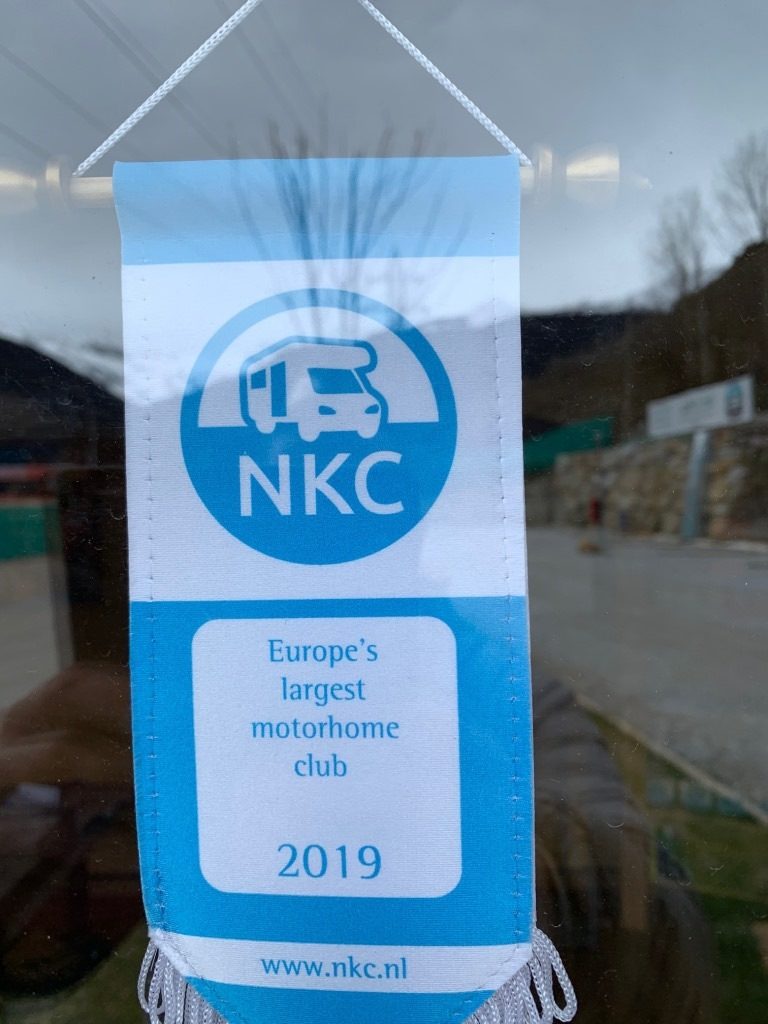 NKC
Europe's
largest
motorhome
club
2019
www.nkc.nl